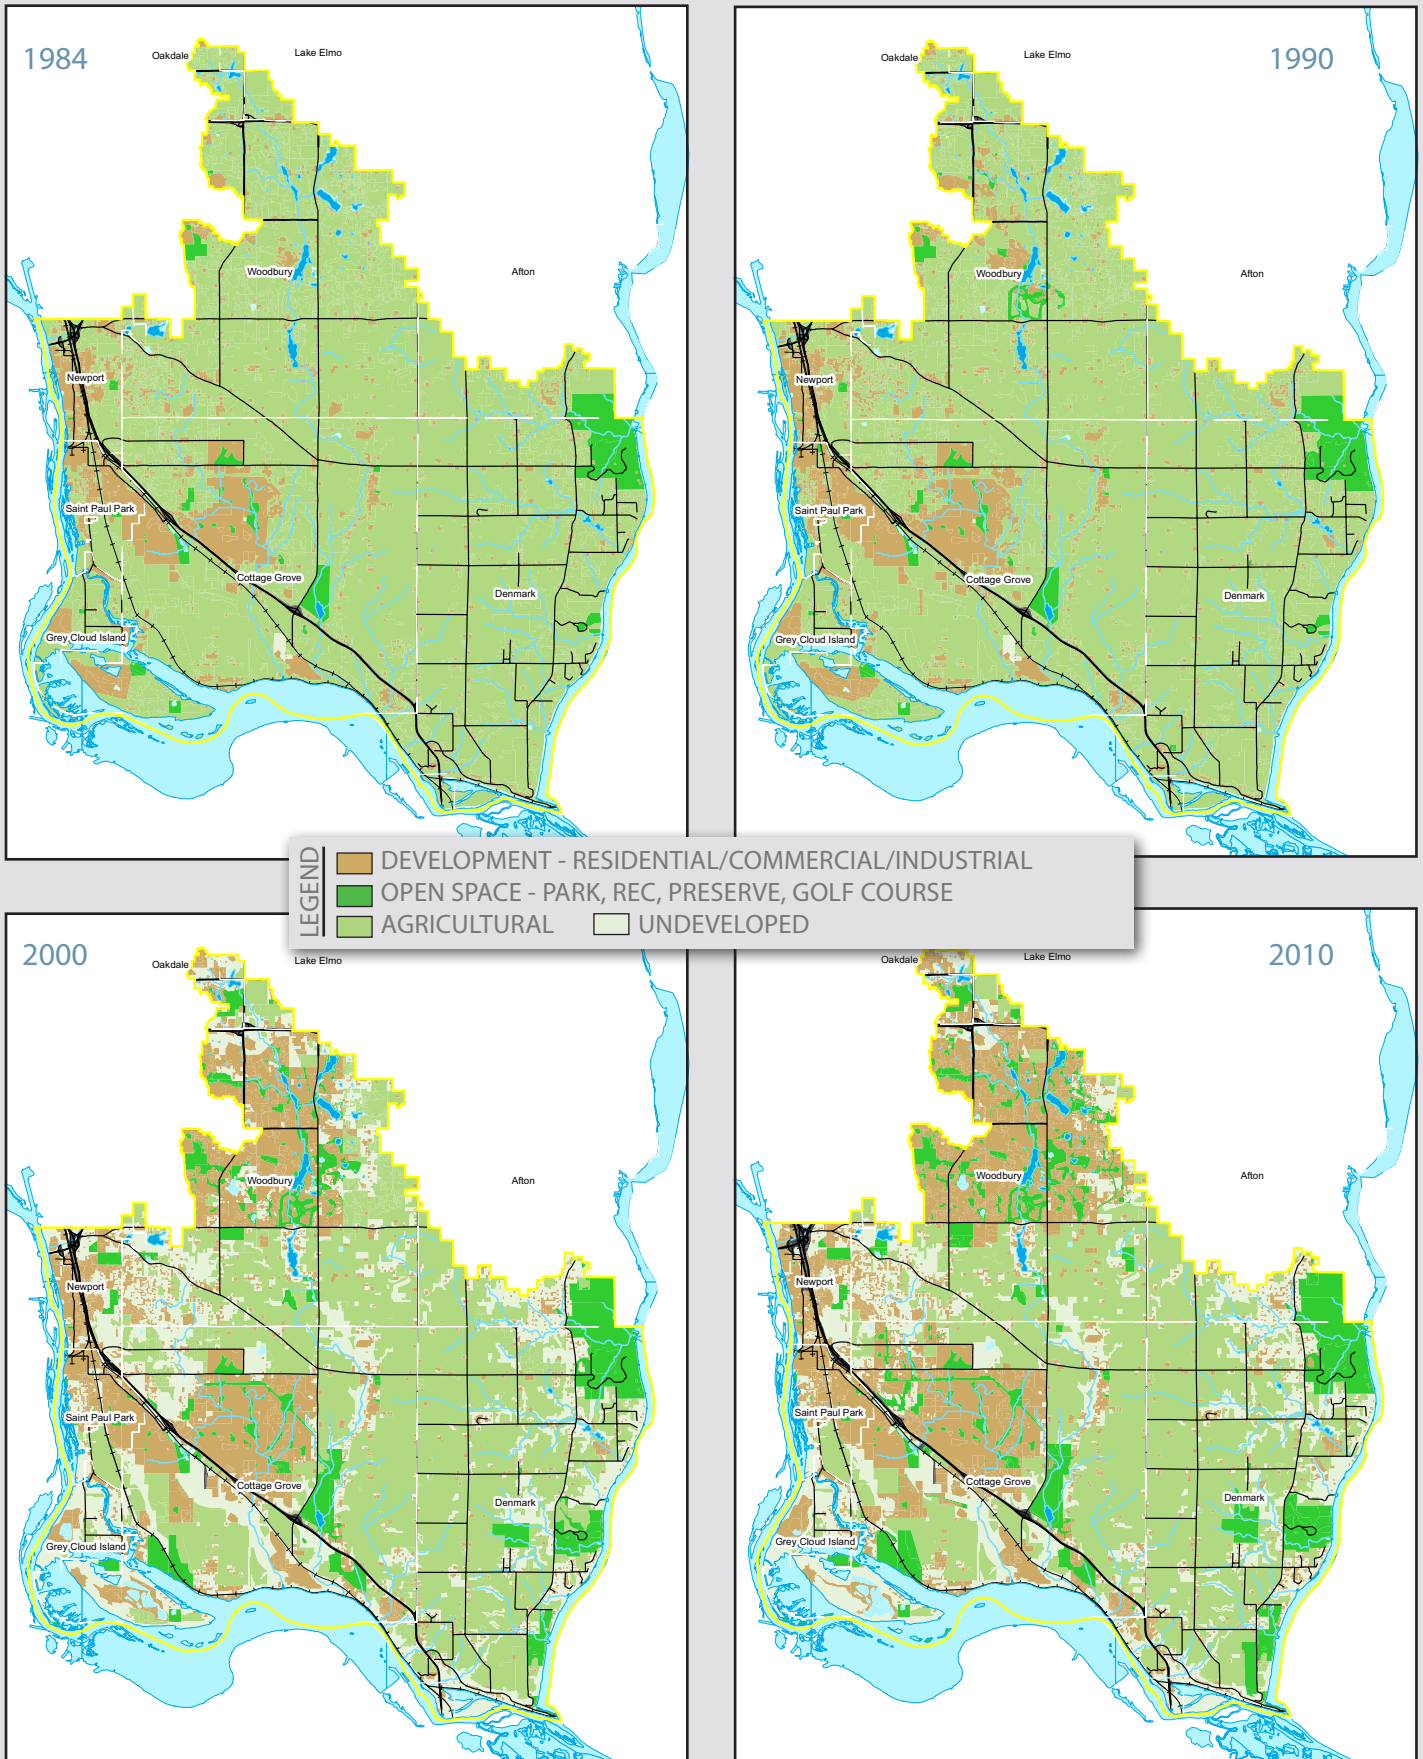 1984
Oakdale
Lake Elmo
Woodbury
Afton
Newport
Saint Paul Park
Cottage Grove
Denmark
Grey Cloud Island
1990
Oakdale
Lake Elmo
Woodbury
Afton
Newport
Saint Paul Park
Cottage Grove
Denmark
Grey Cloud Island
LEGEND
DEVELOPMENT - RESIDENTIAL/COMMERCIAL/INDUSTRIAL
OPEN SPACE - PARK, REC, PRESERVE, GOLF COURSE
AGRICULTURAL UNDEVELOPED
2000
Oakdale
Lake Elmo
Woodbury
Afton
Newport
Saint Paul Park
Cottage Grove
Denmark
Grey Cloud Island
2010
Oakdale
Lake Elmo
Woodbury
Afton
Newport
Saint Paul Park
Cottage Grove
Denmark
Grey Cloud Island